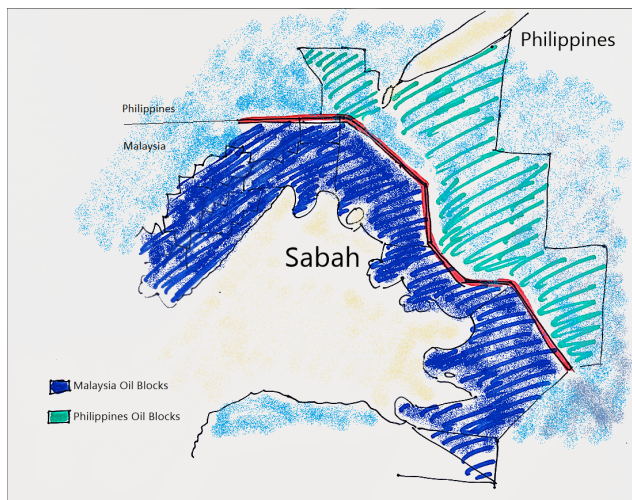 Philippines
Philippines
Malaysia
Sabah
Malaysia Oil Blocks
Philippines Oil Blocks